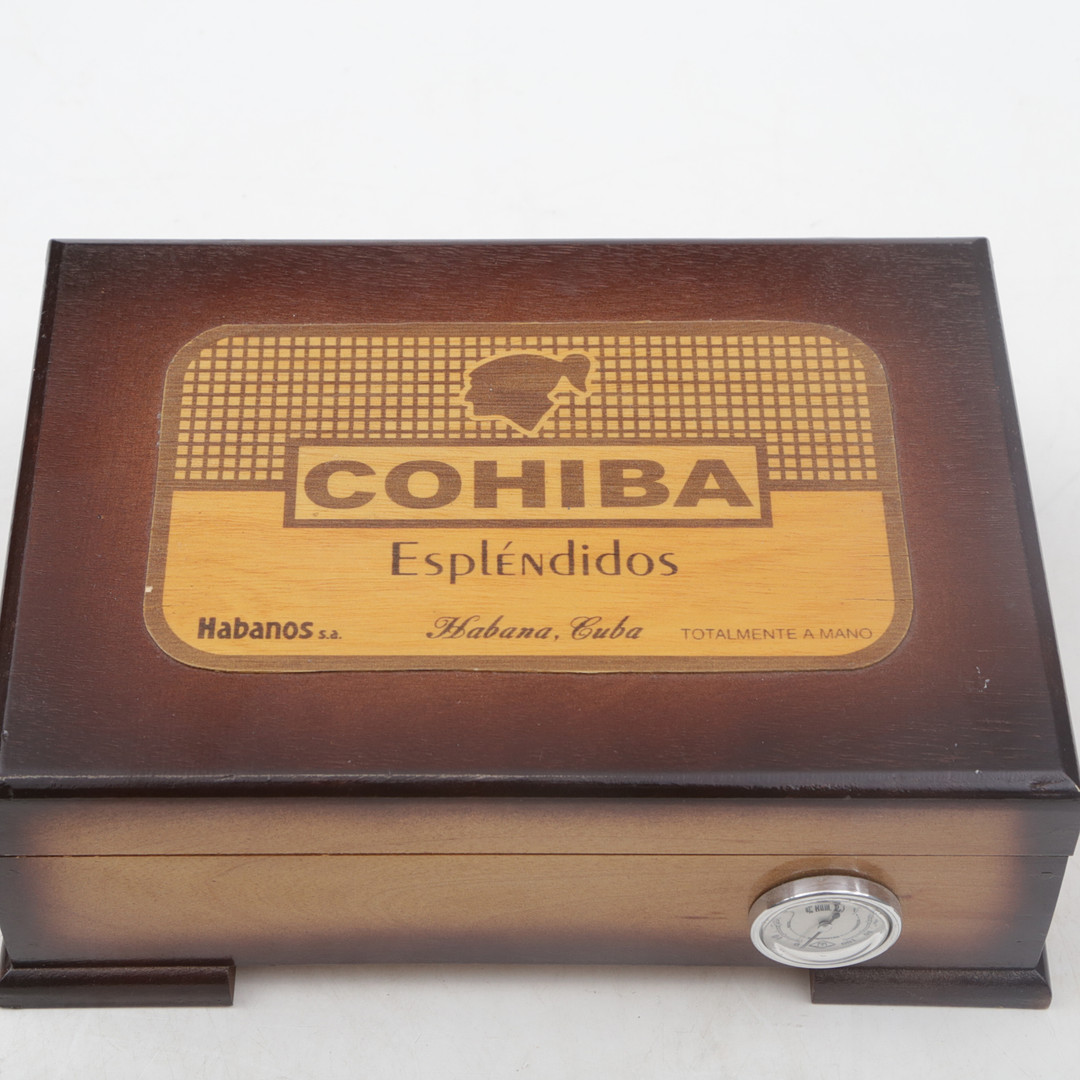 COHIBA
Espléndidos
Habanos s.a.
Habana, Cuba
TOTALMENTE A MANO